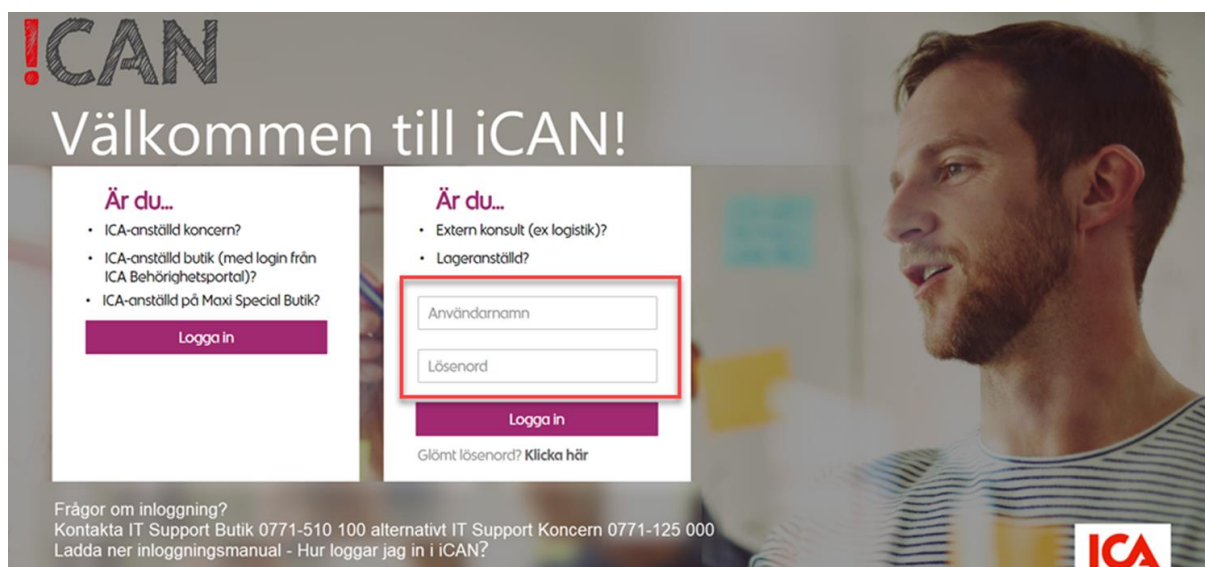 !CAN
Välkommen till iCAN!
Är du...
• ICA-anställd koncern?
• ICA-anställd butik (med login från
ICA Behörighetsportal)?
• ICA-anställd på Maxi Special Butik?
Logga in
Är du...
• Extern konsult (ex logistik)?
• Lageranställd?
Användarnamn
Lösenord
Logga in
Glömt lösenord? Klicka här
Frågor om inloggning?
Kontakta IT Support Butik 0771-510 100 alternativt IT Support Koncern 0771-125 000
Ladda ner inloggningsmanual - Hur loggar jag in i iCAN?
ICA